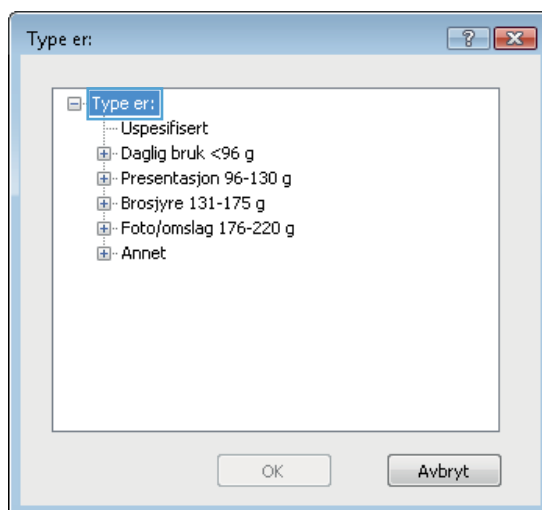 Type er:
Type er:
Uspesifisert
Daglig bruk <96 g
Presentasjon 96-130 g
Brosjyre 131-175 g
Foto/omslag 176-220 g
Annet
OK
Avbryt